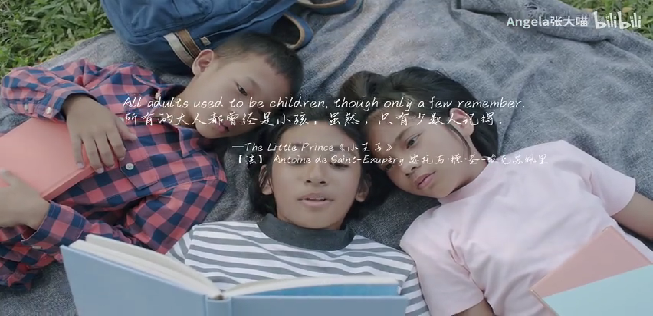 Angela张大喵 bilibili
All adults used to be children, though only a few remember.
所有的大人都曾经是小孩，虽然，只有少数人记得。
—The Little Prince《小王子》
【法】 Antoine de Saint-Exupéry 安托万·德·圣-埃克苏佩里